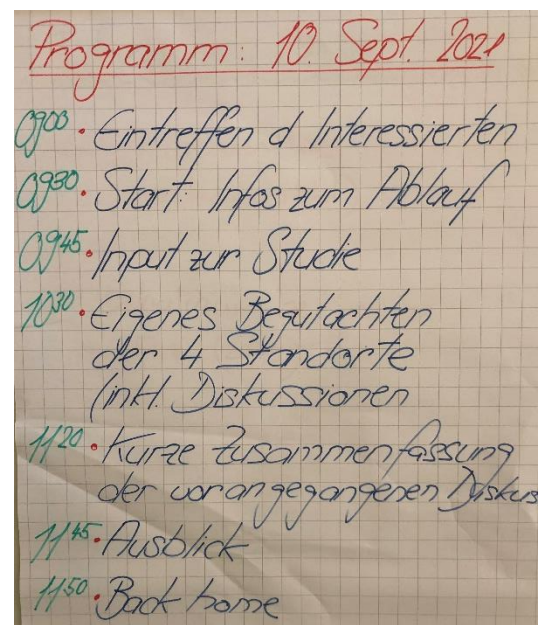 Programm: 10. Sept. 2021
0900 • Eintreffen d Interessierten
0930 • Start: Infos zum Ablauf
0945 • Input zur Studie
1030 • Eigenes Begutachten
der 4 Standorte
(inkl. Diskussionen
1120 • Kurze Zusammenfassung
der vorangegangenen Diskus
1145 • Ausblick
1150 • Back home